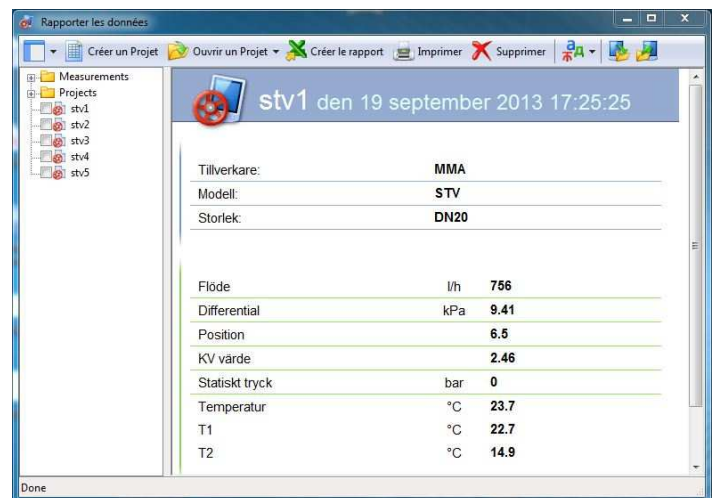 Rapporter les données
Créer un Projet Ouvrir un Projet Créer le rapport Imprimer Supprimer
Measurements
Projects
stv1
stv2
stv3
stv4
stv5
stv1 den 19 september 2013 17:25:25
Tillverkare: MMA
Modell: STV
Storlek: DN20
Flöde l/h 756
Differential kPa 9.41
Position 6.5
KV värde 2.46
Statiskt tryck bar 0
Temperatur °C 23.7
T1 °C 22.7
T2 °C 14.9
Done